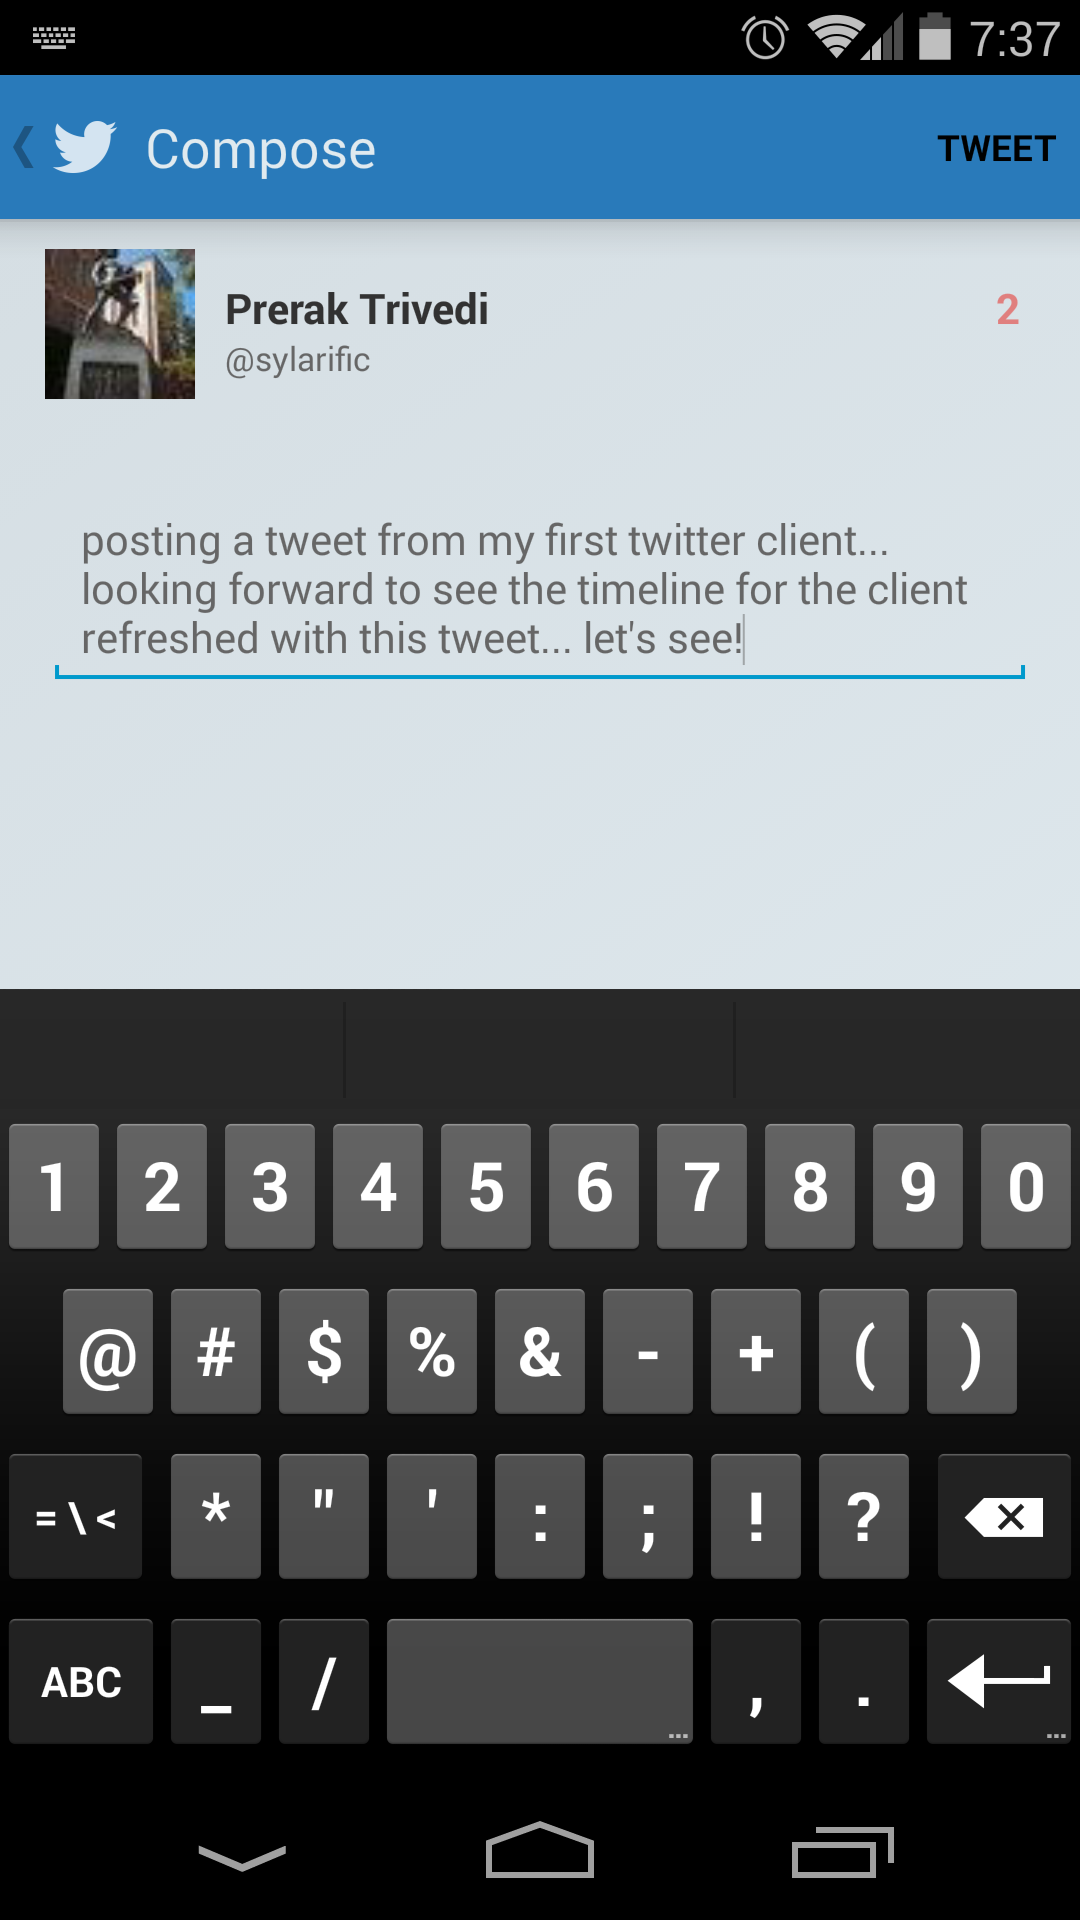 7:37
Compose TWEET
Prerak Trivedi 2
@sylarific
posting a tweet from my first twitter client...
looking forward to see the timeline for the client
refreshed with this tweet... let's see!
1 2 3 4 5 6 7 8 9 0
@ # $ % & - + ( )
= \ < * " ' : ; ! ?
ABC _ / , .